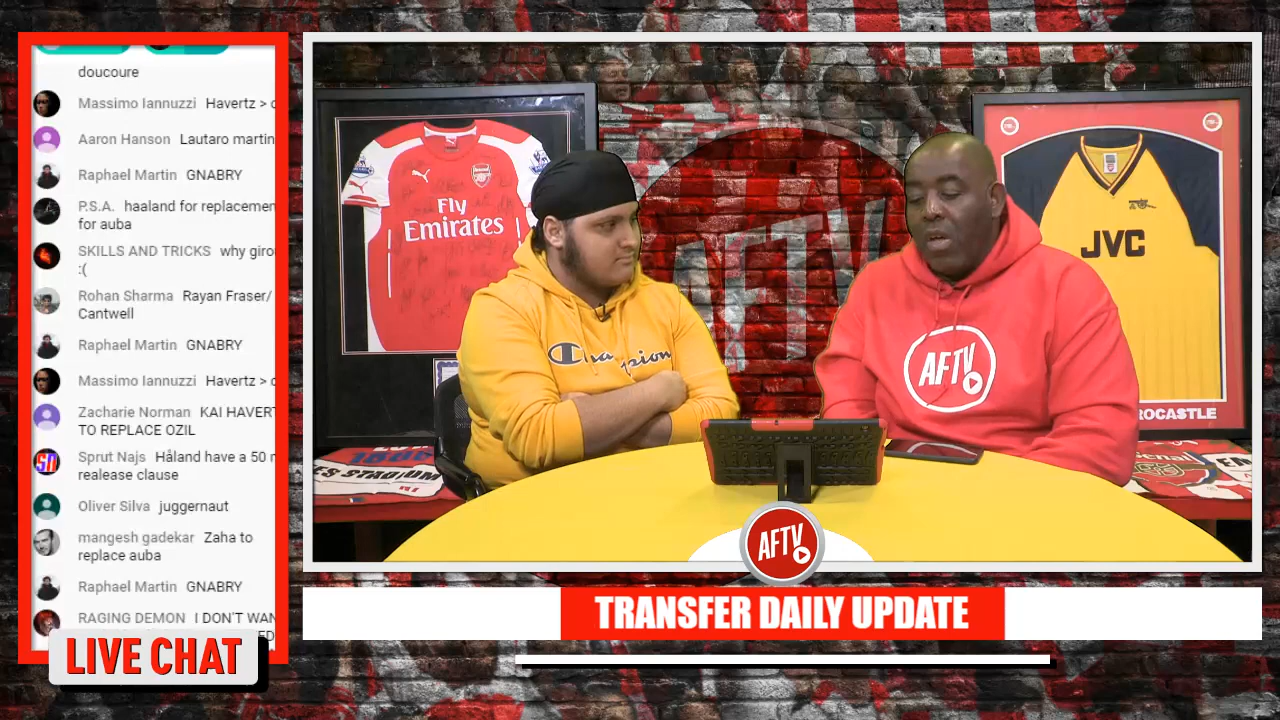 doucoure
Massimo Iannuzzi Havertz >
Aaron Hanson Lautaro martin
Raphael Martin GNABRY
P.S.A. haaland for replacemen
for auba
SKILLS AND TRICKS why giro
:(
Rohan Sharma Rayan Fraser/
Cantwell
Raphael Martin GNABRY
Massimo Iannuzzi Havertz >
Zacharie Norman KAI HAVERT
TO REPLACE OZIL
Sprut Najs Håland have a 50
realease clause
Oliver Silva juggernaut
mangesh gadekar Zaha to
replace auba
Raphael Martin GNABRY
RAGING DEMON I DON'T WAN
LIVE CHAT
Fly
Emirates
AFTV
JVC
ROCASTLE
Champion
AFTV
AFTV
TRANSFER DAILY UPDATE